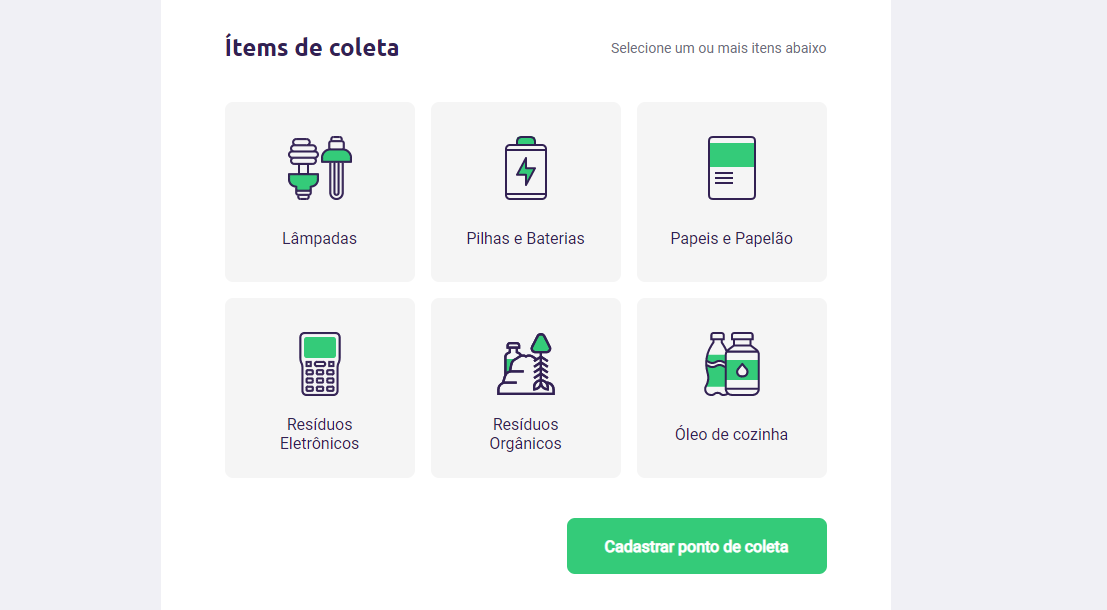 Ítems de coleta
Selecione um ou mais itens abaixo
Lâmpadas
Pilhas e Baterias
Papeis e Papelão
Resíduos
Eletrônicos
Resíduos
Orgânicos
Óleo de cozinha
Cadastrar ponto de coleta